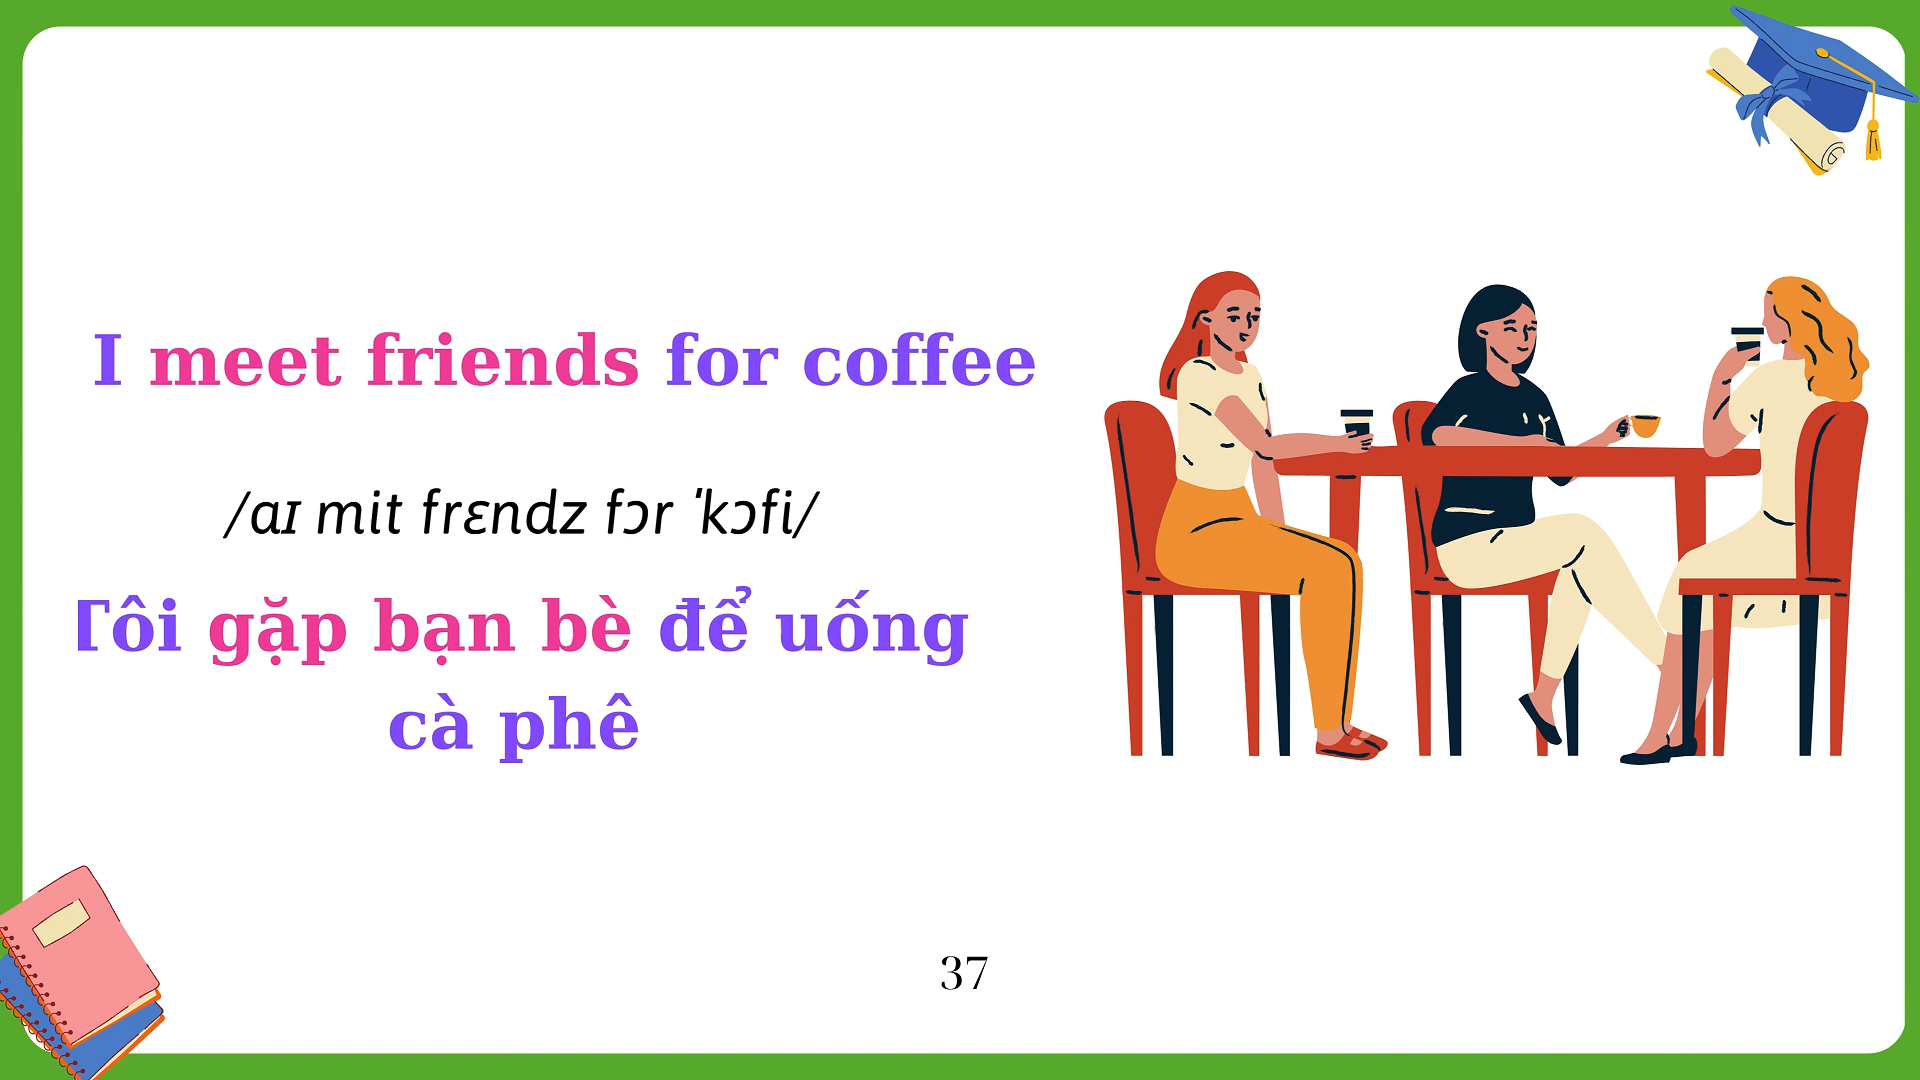 I meet friends for coffee
/aɪ mit frɛndz fɔr ˈkɔfi/
Tôi gặp bạn bè để uống
cà phê
37